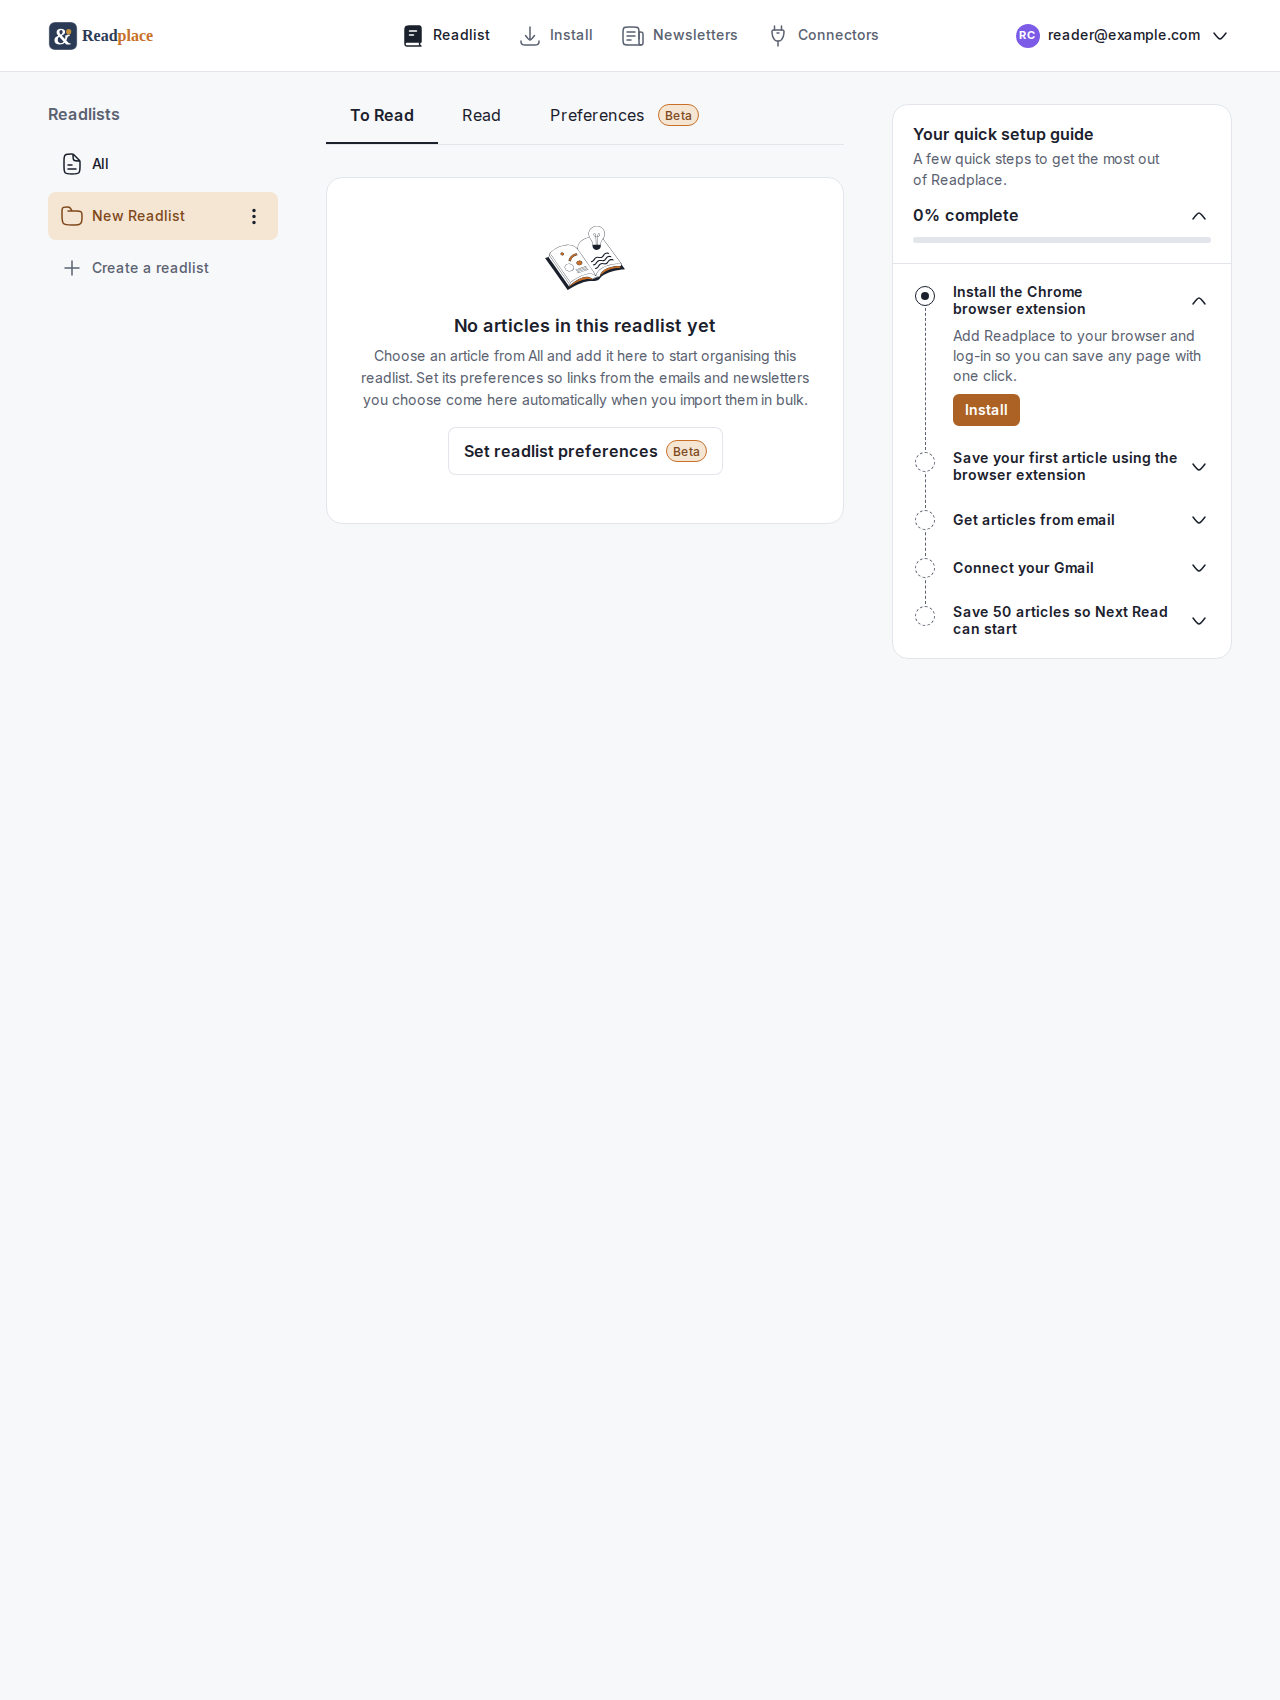 & Readplace
Readlist
Install
Newsletters
Connectors
RC
reader@example.com
Readlists
All
New Readlist
Create a readlist
To Read
Read
Preferences
Beta
No articles in this readlist yet
Choose an article from All and add it here to start organising this
readlist. Set its preferences so links from the emails and newsletters
you choose come here automatically when you import them in bulk.
Set readlist preferences
Beta
Your quick setup guide
A few quick steps to get the most out
of Readplace.
0% complete
Install the Chrome
browser extension
Add Readplace to your browser and
log-in so you can save any page with
one click.
Install
Save your first article using the
browser extension
Get articles from email
Connect your Gmail
Save 50 articles so Next Read
can start